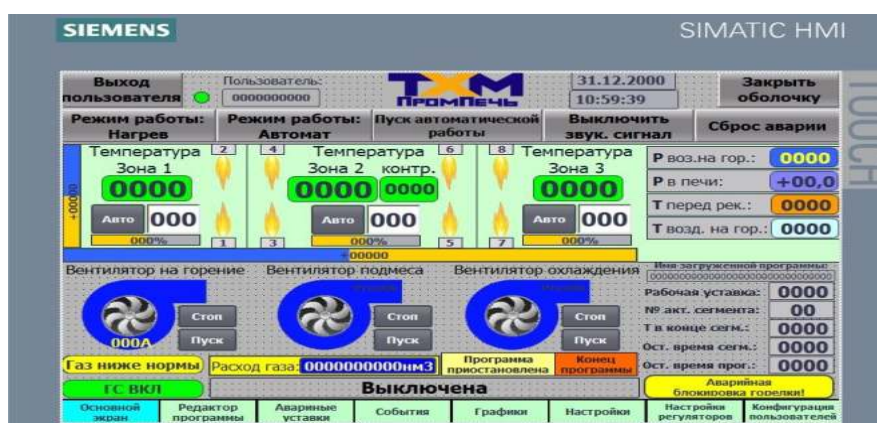 SIEMENS
SIMATIC HMI
TOUCH
Выход
пользователя
Пользователь:
0000000000
ТХМ
ПРОМПЕЧЬ
31.12.2000
10:59:39
Закрыть
оболочку
Режим работы:
Нагрев
Режим работы:
Автомат
Пуск автоматической
работы
Выключить
звук. сигнал
Сброс аварии
Температура
Зона 1
0000
Авто
000
000%
2
1
4
3
Температура
Зона 2 контр.
0000
0000
Авто
000
000%
6
5
8
7
Температура
Зона 3
0000
Авто
000
000%
+00000
+00000
P воз.на гор.: 0000
P в печи: +00,0
T перед рек.: 0000
T возд. на гор.: 0000
Вентилятор на горение
000A
Стоп
Пуск
Вентилятор подмеса
Стоп
Пуск
Вентилятор охлаждения
Стоп
Пуск
Имя загруженной программы:
Рабочая уставка: 0000
№ акт. сегмента: 00
T в конце сегм.: 0000
Ост. время сегм.: 0000
Ост. время прог.: 0000
Газ ниже нормы
Расход газа: 0000000000нм3
Программа
приостановлена
Конец
программы
ГС ВКЛ
Выключена
Аварийная
блокировка горелки!
Основной
экран
Редактор
программы
Авариные
уставки
События
Графики
Настройки
Настройки
регуляторов
Конфигурация
пользователей